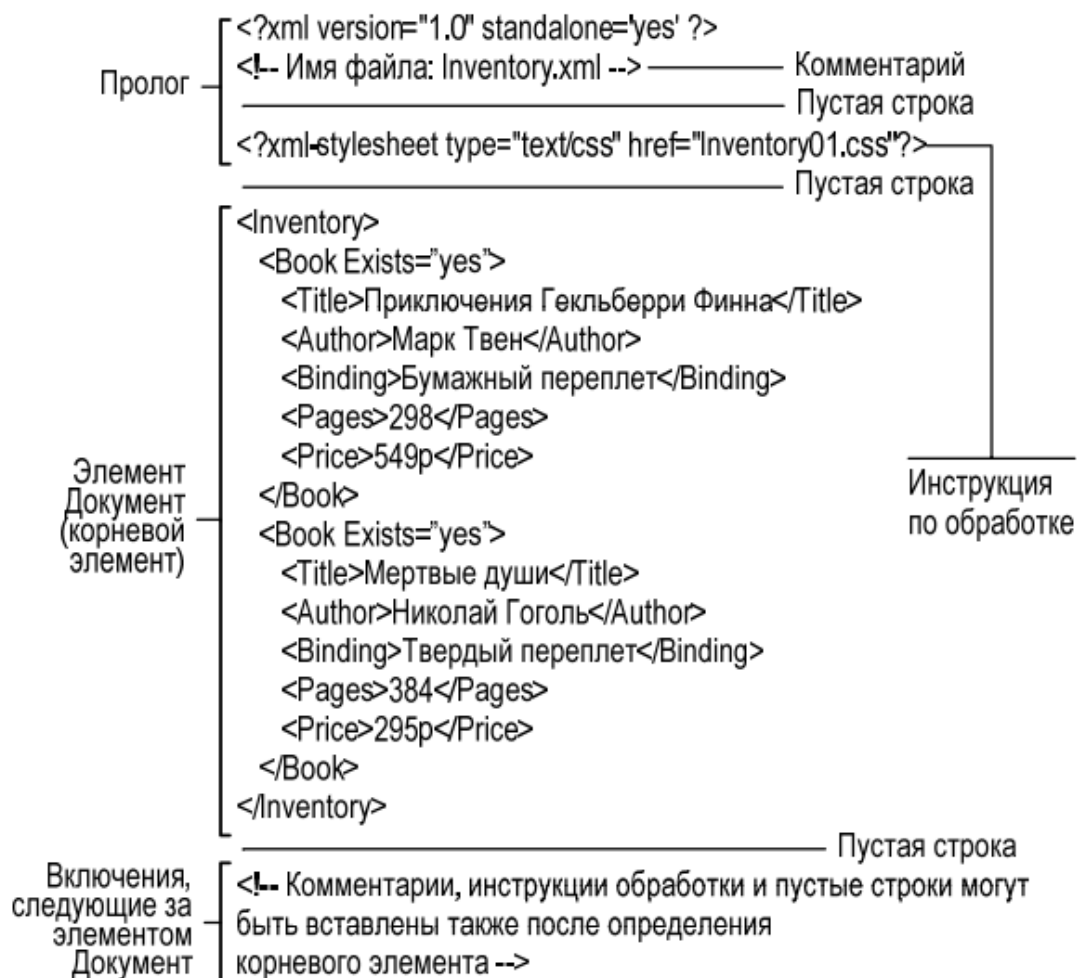 <?xml version="1.0" standalone='yes' ?>
Пролог
<!-- Имя файла: Inventory.xml -->
Комментарий
Пустая строка
<?xml-stylesheet type="text/css" href="Inventory01.css"?>
Пустая строка
<Inventory>
<Book Exists=”yes”>
<Title>Приключения Гекльберри Финна</Title>
<Author>Марк Твен</Author>
<Binding>Бумажный переплет</Binding>
<Pages>298</Pages>
<Price>549р</Price>
</Book>
<Book Exists=”yes”>
<Title>Мертвые души</Title>
<Author>Николай Гоголь</Author>
<Binding>Твердый переплет</Binding>
<Pages>384</Pages>
<Price>295р</Price>
</Book>
</Inventory>
Элемент
Документ
(корневой
элемент)
Инструкция
по обработке
Пустая строка
Включения,
следующие за
элементом
Документ
<!-- Комментарии, инструкции обработки и пустые строки могут
быть вставлены также после определения
корневого элемента -->